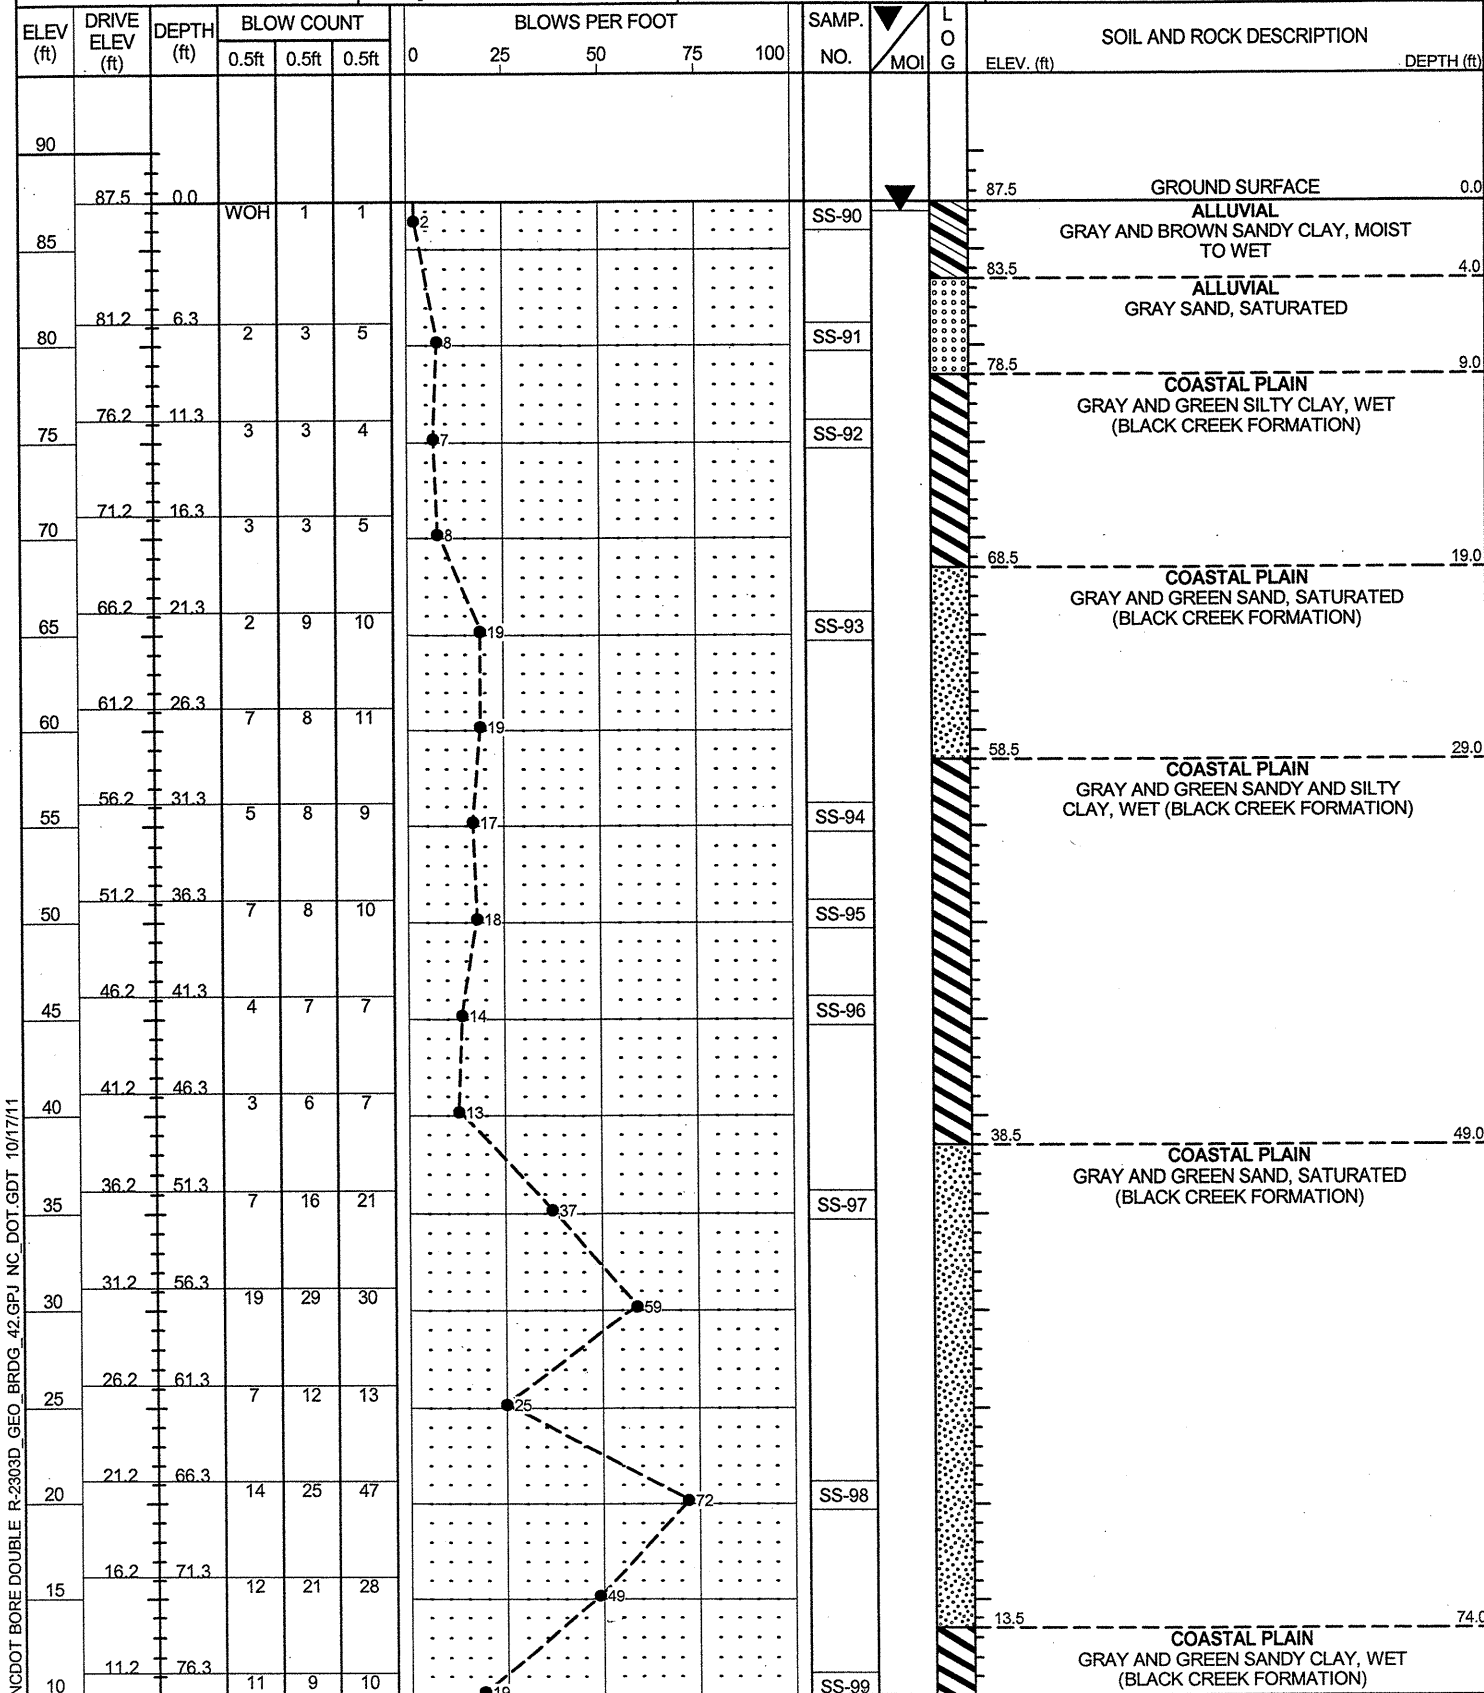 ELEV (ft) DRIVE ELEV (ft) DEPTH (ft) BLOW COUNT BLOWS PER FOOT SAMP. NO. MOI LOG SOIL AND ROCK DESCRIPTION
0.5ft 0.5ft 0.5ft 0 25 50 75 100 ELEV. (ft) DEPTH (ft)
90
87.5 0.0 87.5 GROUND SURFACE 0.0
WOH 1 1 2 SS-90 ALLUVIAL
GRAY AND BROWN SANDY CLAY, MOIST
85 TO WET
83.5 4.0
ALLUVIAL
GRAY SAND, SATURATED
81.2 6.3
80 2 3 5 8 SS-91
78.5 9.0
COASTAL PLAIN
GRAY AND GREEN SILTY CLAY, WET
76.2 11.3 (BLACK CREEK FORMATION)
75 3 3 4 7 SS-92
71.2 16.3
70 3 3 5 8
68.5 19.0
COASTAL PLAIN
GRAY AND GREEN SAND, SATURATED
66.2 21.3 (BLACK CREEK FORMATION)
65 2 9 10 19 SS-93
61.2 26.3
60 7 8 11 19
58.5 29.0
COASTAL PLAIN
GRAY AND GREEN SANDY AND SILTY
56.2 31.3 CLAY, WET (BLACK CREEK FORMATION)
55 5 8 9 17 SS-94
51.2 36.3
50 7 8 10 18 SS-95
46.2 41.3
45 4 7 7 14 SS-96
41.2 46.3
40 3 6 7 13
38.5 49.0
COASTAL PLAIN
GRAY AND GREEN SAND, SATURATED
36.2 51.3 (BLACK CREEK FORMATION)
35 7 16 21 37 SS-97
31.2 56.3
30 19 29 30 59
26.2 61.3
25 7 12 13 25
21.2 66.3
20 14 25 47 72 SS-98
16.2 71.3
15 12 21 28 49
13.5 74.0
COASTAL PLAIN
GRAY AND GREEN SANDY CLAY, WET
11.2 76.3 (BLACK CREEK FORMATION)
10 11 9 10 19 SS-99
NCDOT BORE DOUBLE R-2303D_GEO_BRDG_42.GPJ NC_DOT.GDT 10/17/11